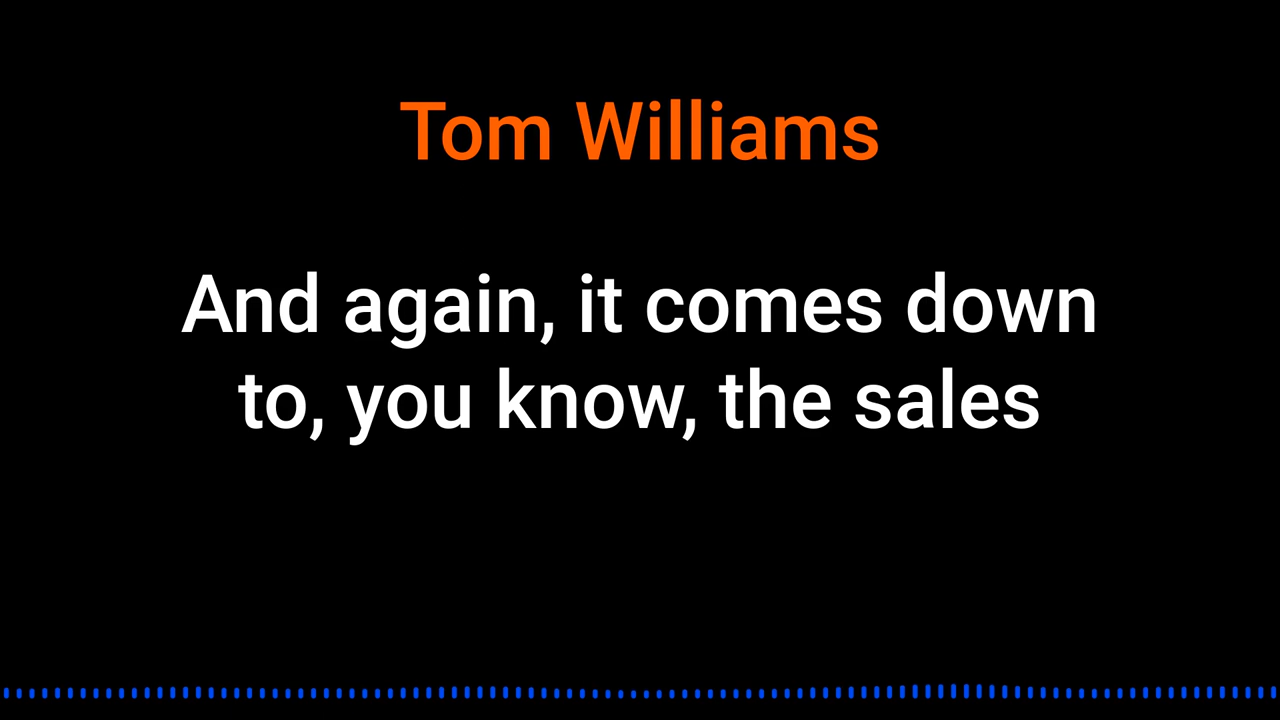 Tom Williams
And again, it comes down
to, you know, the sales